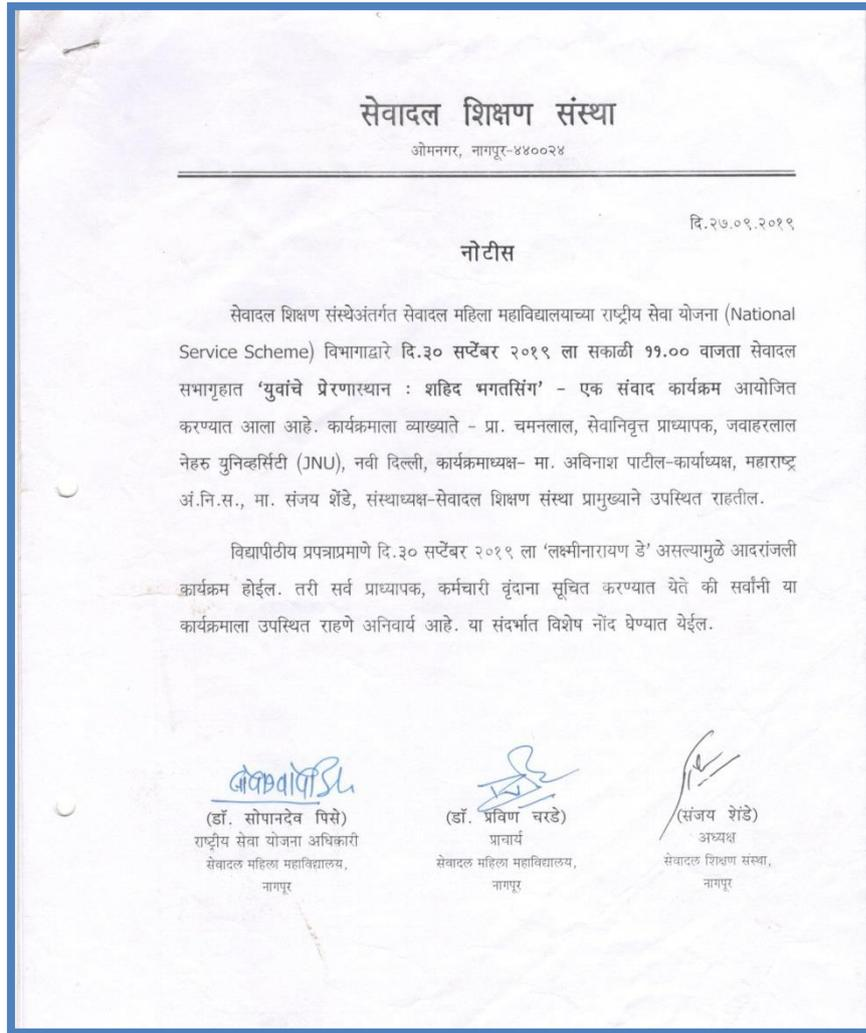 सेवादल शिक्षण संस्था
ओमनगर, नागपूर-४४००२४
दि.२७.०९.२०१९
नोटीस
सेवादल शिक्षण संस्थेअंतर्गत सेवादल महिला महाविद्यालयाच्या राष्ट्रीय सेवा योजना (National
Service Scheme) विभागाद्वारे दि.३० सप्टेंबर २०१९ ला सकाळी ११.०० वाजता सेवादल
सभागृहात 'युवांचे प्रेरणास्थान : शहिद भगतसिंग' - एक संवाद कार्यक्रम आयोजित
करण्यात आला आहे. कार्यक्रमाला व्याख्याते - प्रा. चमनलाल, सेवानिवृत्त प्राध्यापक, जवाहरलाल
नेहरु युनिव्हर्सिटी (JNU), नवी दिल्ली, कार्यक्रमाध्यक्ष- मा. अविनाश पाटील-कार्याध्यक्ष, महाराष्ट्र
अं.नि.स., मा. संजय शेंडे, संस्थाध्यक्ष-सेवादल शिक्षण संस्था प्रामुख्याने उपस्थित राहतील.
विद्यापीठीय प्रपत्राप्रमाणे दि.३० सप्टेंबर २०१९ ला 'लक्ष्मीनारायण डे' असल्यामुळे आदरांजली
कार्यक्रम होईल. तरी सर्व प्राध्यापक, कर्मचारी वृंदाना सूचित करण्यात येते की सर्वांनी या
कार्यक्रमाला उपस्थित राहणे अनिवार्य आहे. या संदर्भात विशेष नोंद घेण्यात येईल.
(डॉ. सोपानदेव पिसे) (डॉ. प्रविण चरडे) (संजय शेंडे)
राष्ट्रीय सेवा योजना अधिकारी प्राचार्य अध्यक्ष
सेवादल महिला महाविद्यालय, सेवादल महिला महाविद्यालय, सेवादल शिक्षण संस्था,
नागपूर नागपूर नागपूर